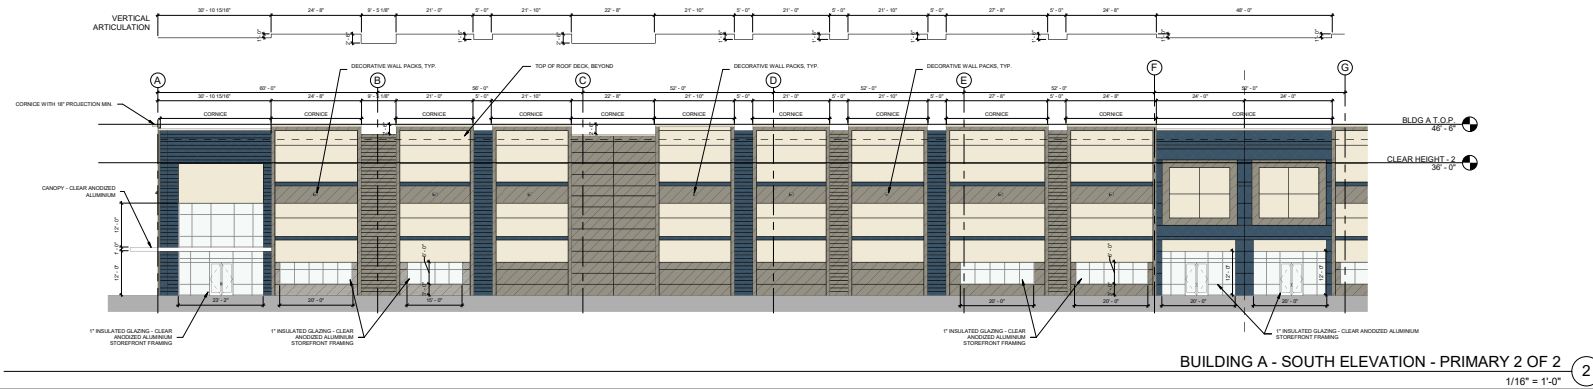 VERTICAL
ARTICULATION
30' - 10 15/16" 24' - 8" 9' - 5 1/8" 21' - 0" 5' - 0" 21' - 10" 22' - 8" 21' - 10" 5' - 0" 21' - 0" 5' - 0" 21' - 10" 5' - 0" 27' - 8" 5' - 0" 24' - 8" 48' - 0"
DECORATIVE WALL PACKS, TYP. TOP OF ROOF DECK, BEYOND DECORATIVE WALL PACKS, TYP. DECORATIVE WALL PACKS, TYP.
A B C D E F G
60' - 0" 56' - 0" 52' - 0" 52' - 0" 52' - 0"
30' - 10 15/16" 24' - 8" 9' - 5 1/8" 21' - 0" 5' - 0" 21' - 10" 22' - 8" 21' - 10" 5' - 0" 21' - 0" 5' - 0" 21' - 10" 5' - 0" 27' - 8" 5' - 0" 24' - 8" 24' - 0" 24' - 0"
CORNICE WITH 18" PROJECTION MIN.
CORNICE CORNICE CORNICE CORNICE CORNICE CORNICE CORNICE CORNICE CORNICE CORNICE
BLDG A T.O.P.
46' - 6"
CLEAR HEIGHT - 2
36' - 0"
CANOPY - CLEAR ANODIZED
ALUMINIUM
12' - 0"
1' - 0"
12' - 0"
12' - 0" 12' - 0"
23' - 2" 20' - 0" 15' - 0" 20' - 0" 20' - 0" 20' - 0" 20' - 0"
1" INSULATED GLAZING - CLEAR
ANODIZED ALUMINIUM
STOREFRONT FRAMING
1" INSULATED GLAZING - CLEAR
ANODIZED ALUMINIUM
STOREFRONT FRAMING
1" INSULATED GLAZING - CLEAR
ANODIZED ALUMINIUM
STOREFRONT FRAMING
1" INSULATED GLAZING - CLEAR ANODIZED ALUMINIUM
STOREFRONT FRAMING
BUILDING A - SOUTH ELEVATION - PRIMARY 2 OF 2
2
1/16" = 1'-0"